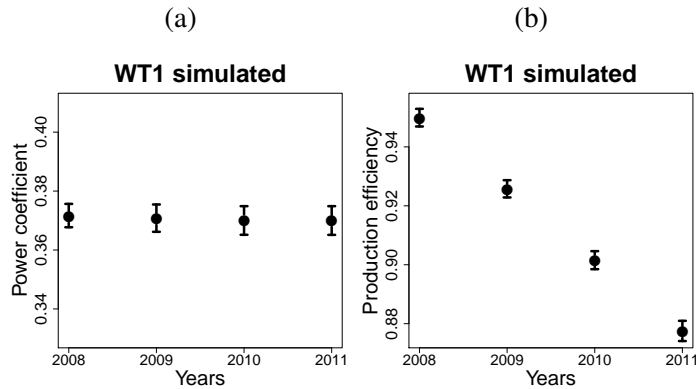 (a)
(b)
WT1 simulated
WT1 simulated
Power coefficient
0.40
0.38
0.36
0.34
2008 2009 2010 2011
Years
Production efficiency
0.94
0.92
0.90
0.88
2008 2009 2010 2011
Years